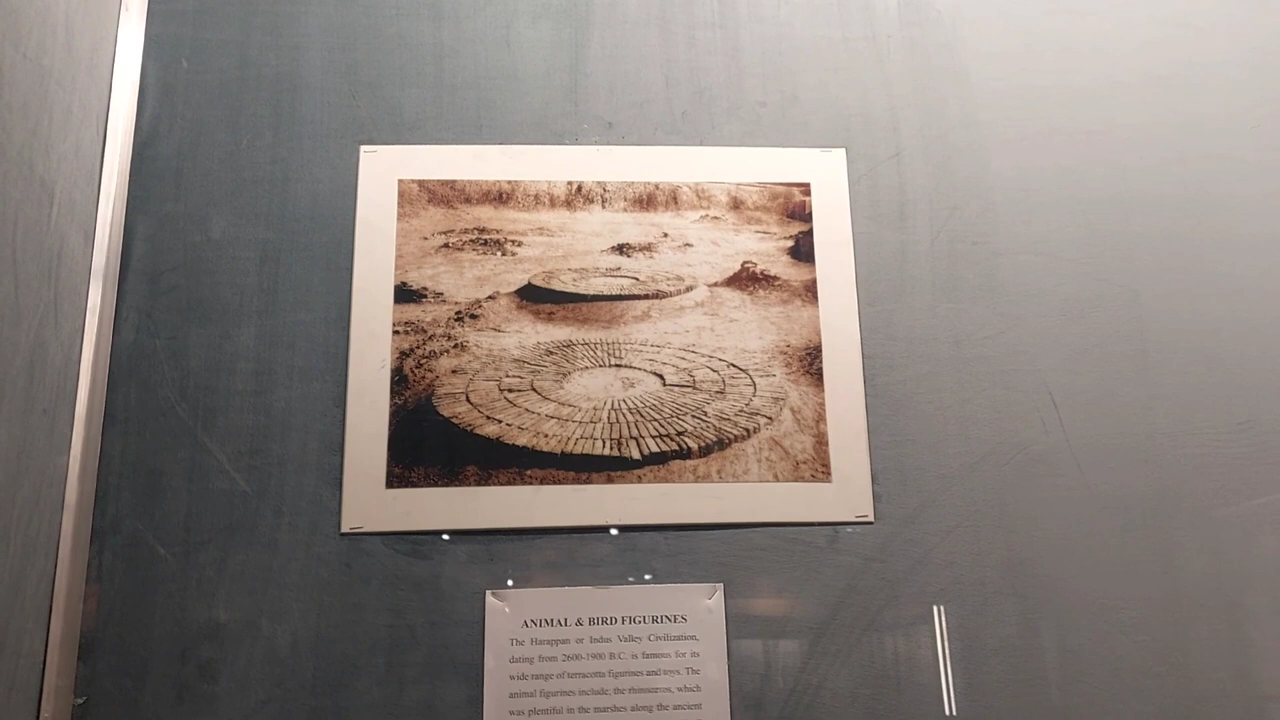 ANIMAL & BIRD FIGURINES
The Harappan or Indus Valley Civilization,
dating from 2600-1900 B.C. is famous for its
wide range of terracotta figurines and toys. The
animal figurines include; the rhinoceros, which
was plentiful in the marshes along the ancient